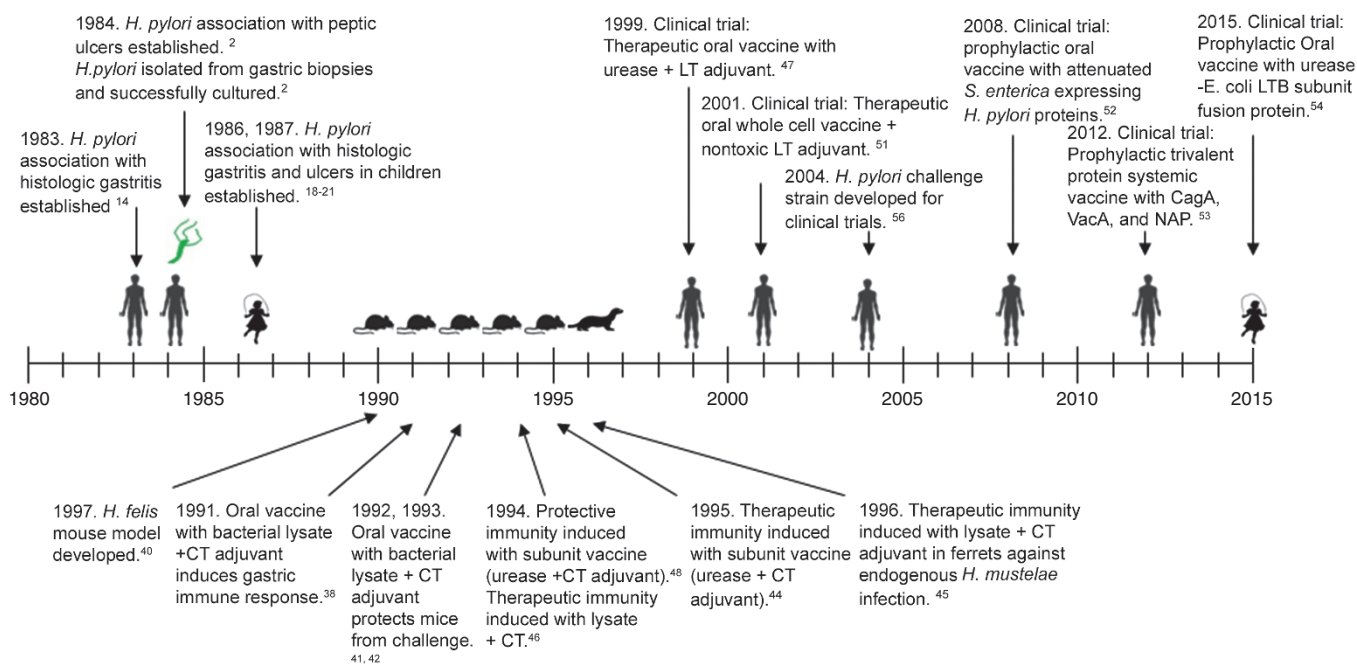 1984. H. pylori association with peptic
ulcers established. 2
H.pylori isolated from gastric biopsies
and successfully cultured.2
1983. H. pylori
association with
histologic gastritis
established 14
1986, 1987. H. pylori
association with histologic
gastritis and ulcers in children
established. 18-21
1999. Clinical trial:
Therapeutic oral vaccine with
urease + LT adjuvant. 47
2001. Clinical trial: Therapeutic
oral whole cell vaccine +
nontoxic LT adjuvant. 51
2004. H. pylori challenge
strain developed for
clinical trials. 56
2008. Clinical trial:
prophylactic oral
vaccine with attenuated
S. enterica expressing
H. pylori proteins.52
2012. Clinical trial:
Prophylactic trivalent
protein systemic
vaccine with CagA,
VacA, and NAP. 53
2015. Clinical trial:
Prophylactic Oral
vaccine with urease
-E. coli LTB subunit
fusion protein.54
1980 1985 1990 1995 2000 2005 2010 2015
1997. H. felis
mouse model
developed.40
1991. Oral vaccine
with bacterial lysate
+CT adjuvant
induces gastric
immune response.38
1992, 1993.
Oral vaccine
with bacterial
lysate + CT
adjuvant
protects mice
from challenge.
41, 42
1994. Protective
immunity induced
with subunit vaccine
(urease +CT adjuvant).48
Therapeutic immunity
induced with lysate
+ CT.46
1995. Therapeutic
immunity induced
with subunit vaccine
(urease + CT
adjuvant).44
1996. Therapeutic immunity
induced with lysate + CT
adjuvant in ferrets against
endogenous H. mustelae
infection. 45